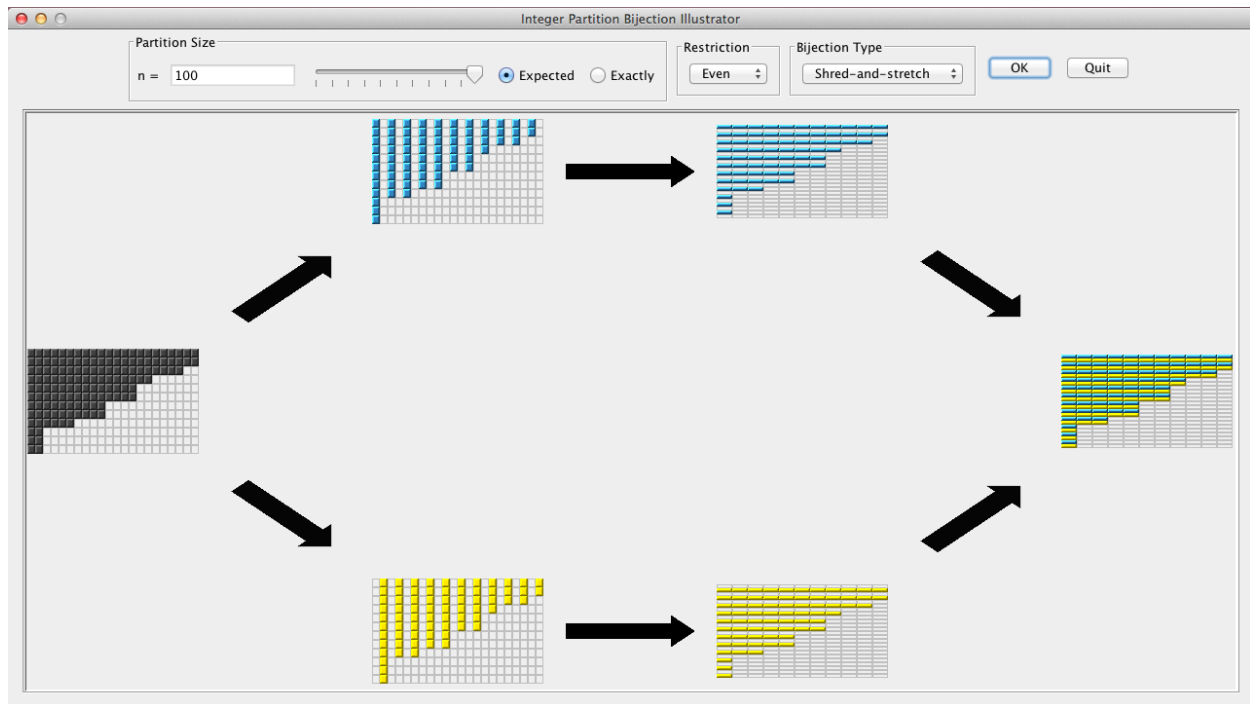 Integer Partition Bijection Illustrator
Partition Size
Restriction
Bijection Type
n = 100
Expected
Exactly
Even
Shred-and-stretch
OK
Quit